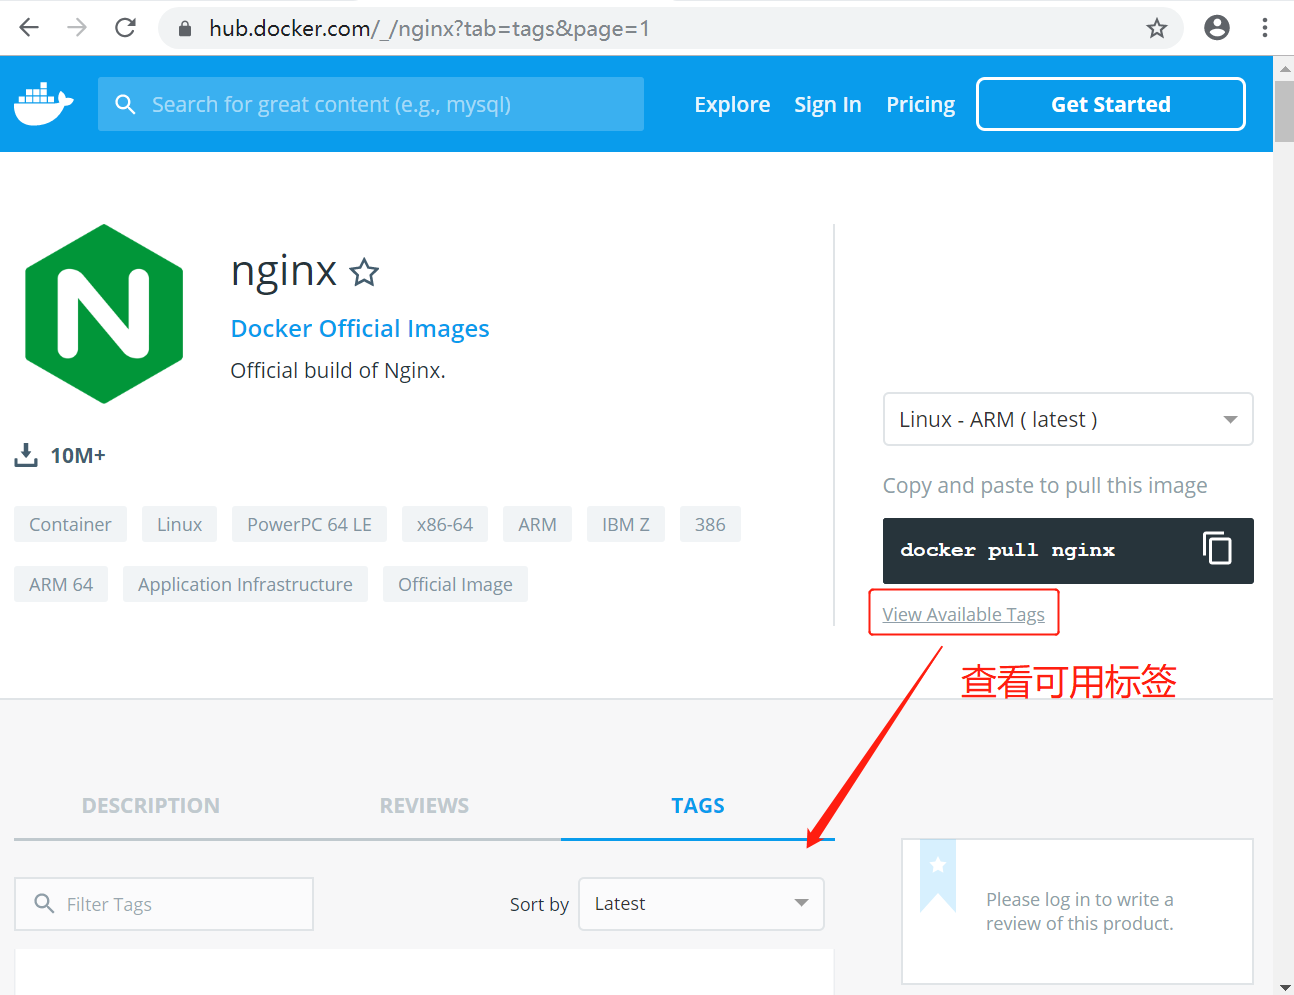 hub.docker.com/_/nginx?tab=tags&page=1
Search for great content (e.g., mysql)
Explore Sign In Pricing Get Started
nginx
Docker Official Images
Official build of Nginx.
10M+
Container Linux PowerPC 64 LE x86-64 ARM IBM Z 386
ARM 64 Application Infrastructure Official Image
Linux - ARM ( latest )
Copy and paste to pull this image
docker pull nginx
View Available Tags
查看可用标签
DESCRIPTION REVIEWS TAGS
Filter Tags
Sort by Latest
Please log in to write a
review of this product.